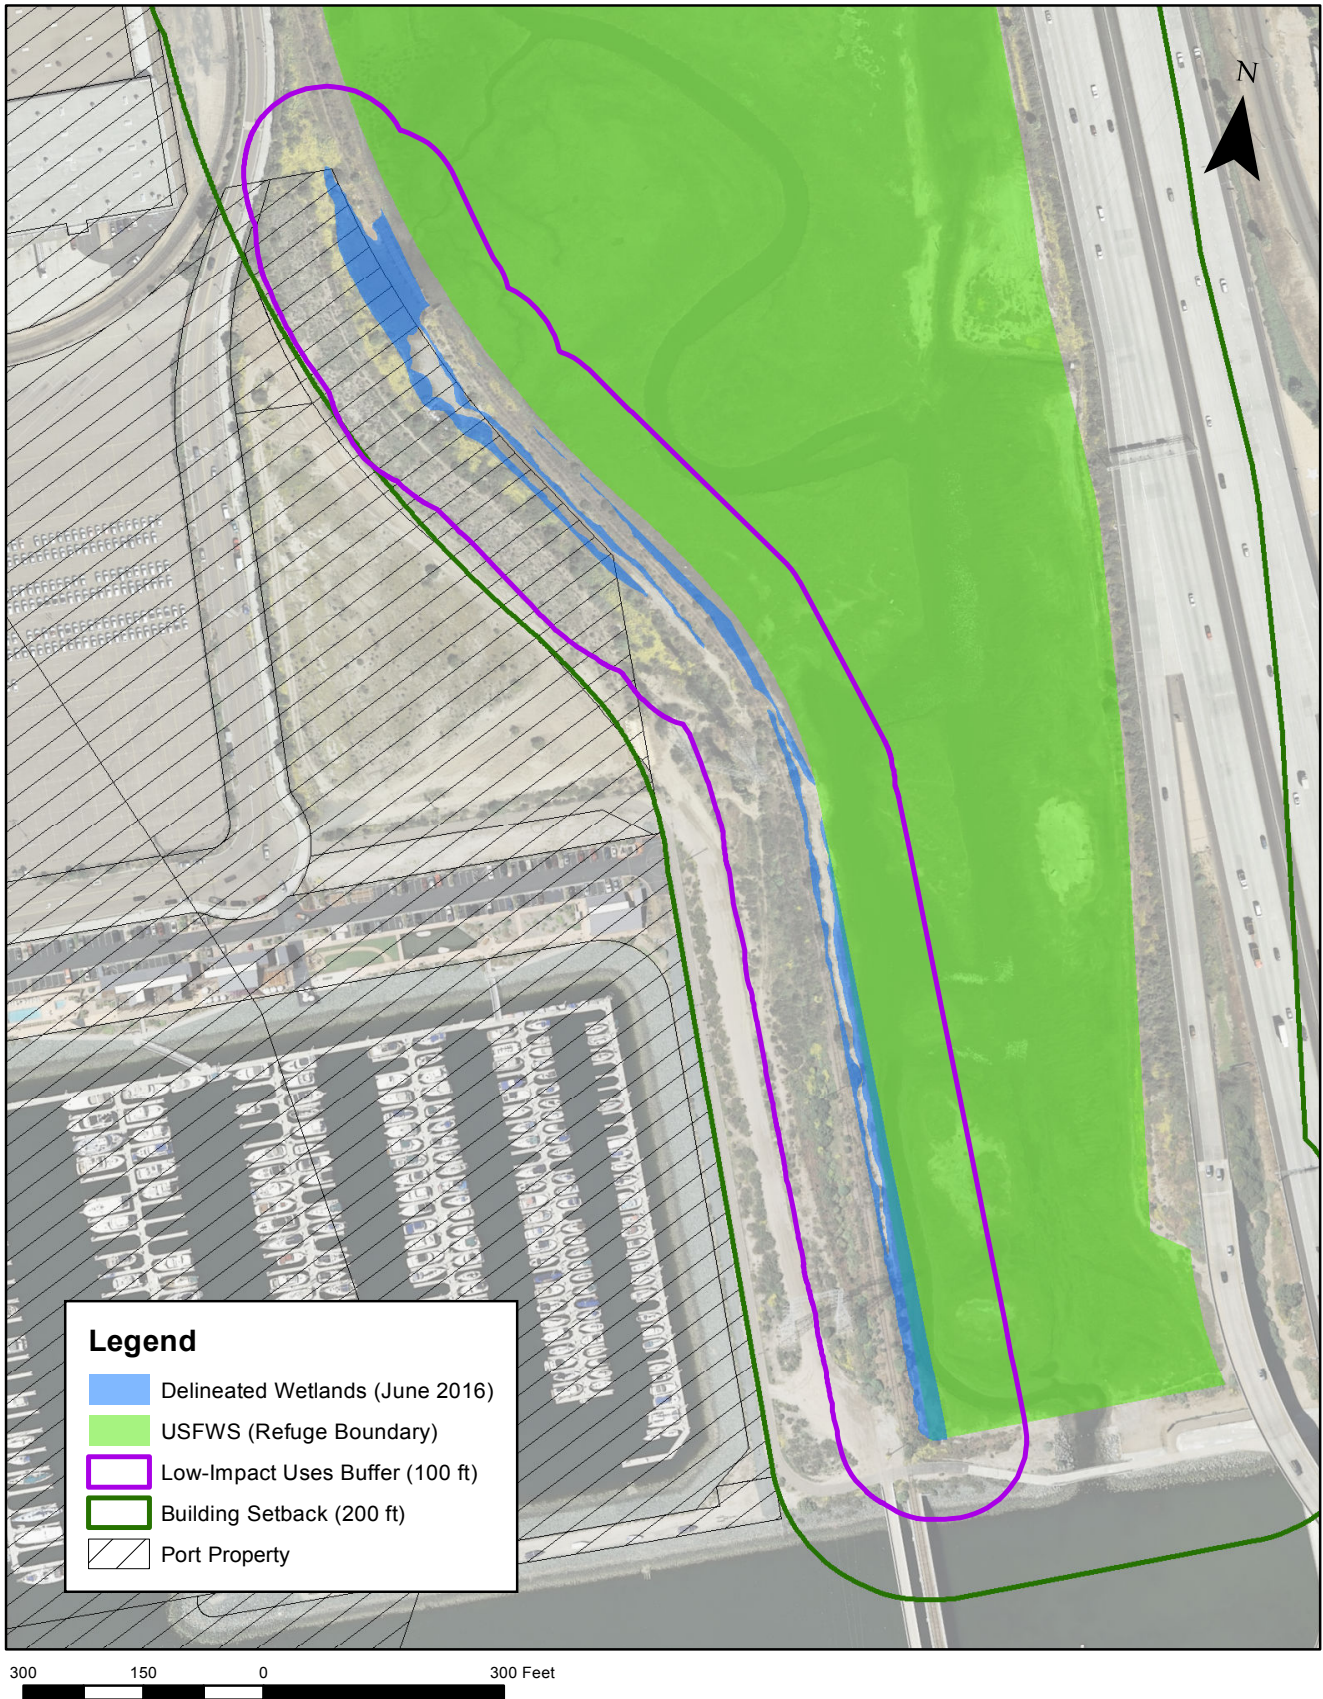 N
Legend
Delineated Wetlands (June 2016)
USFWS (Refuge Boundary)
Low-Impact Uses Buffer (100 ft)
Building Setback (200 ft)
Port Property
300 150 0 300 Feet